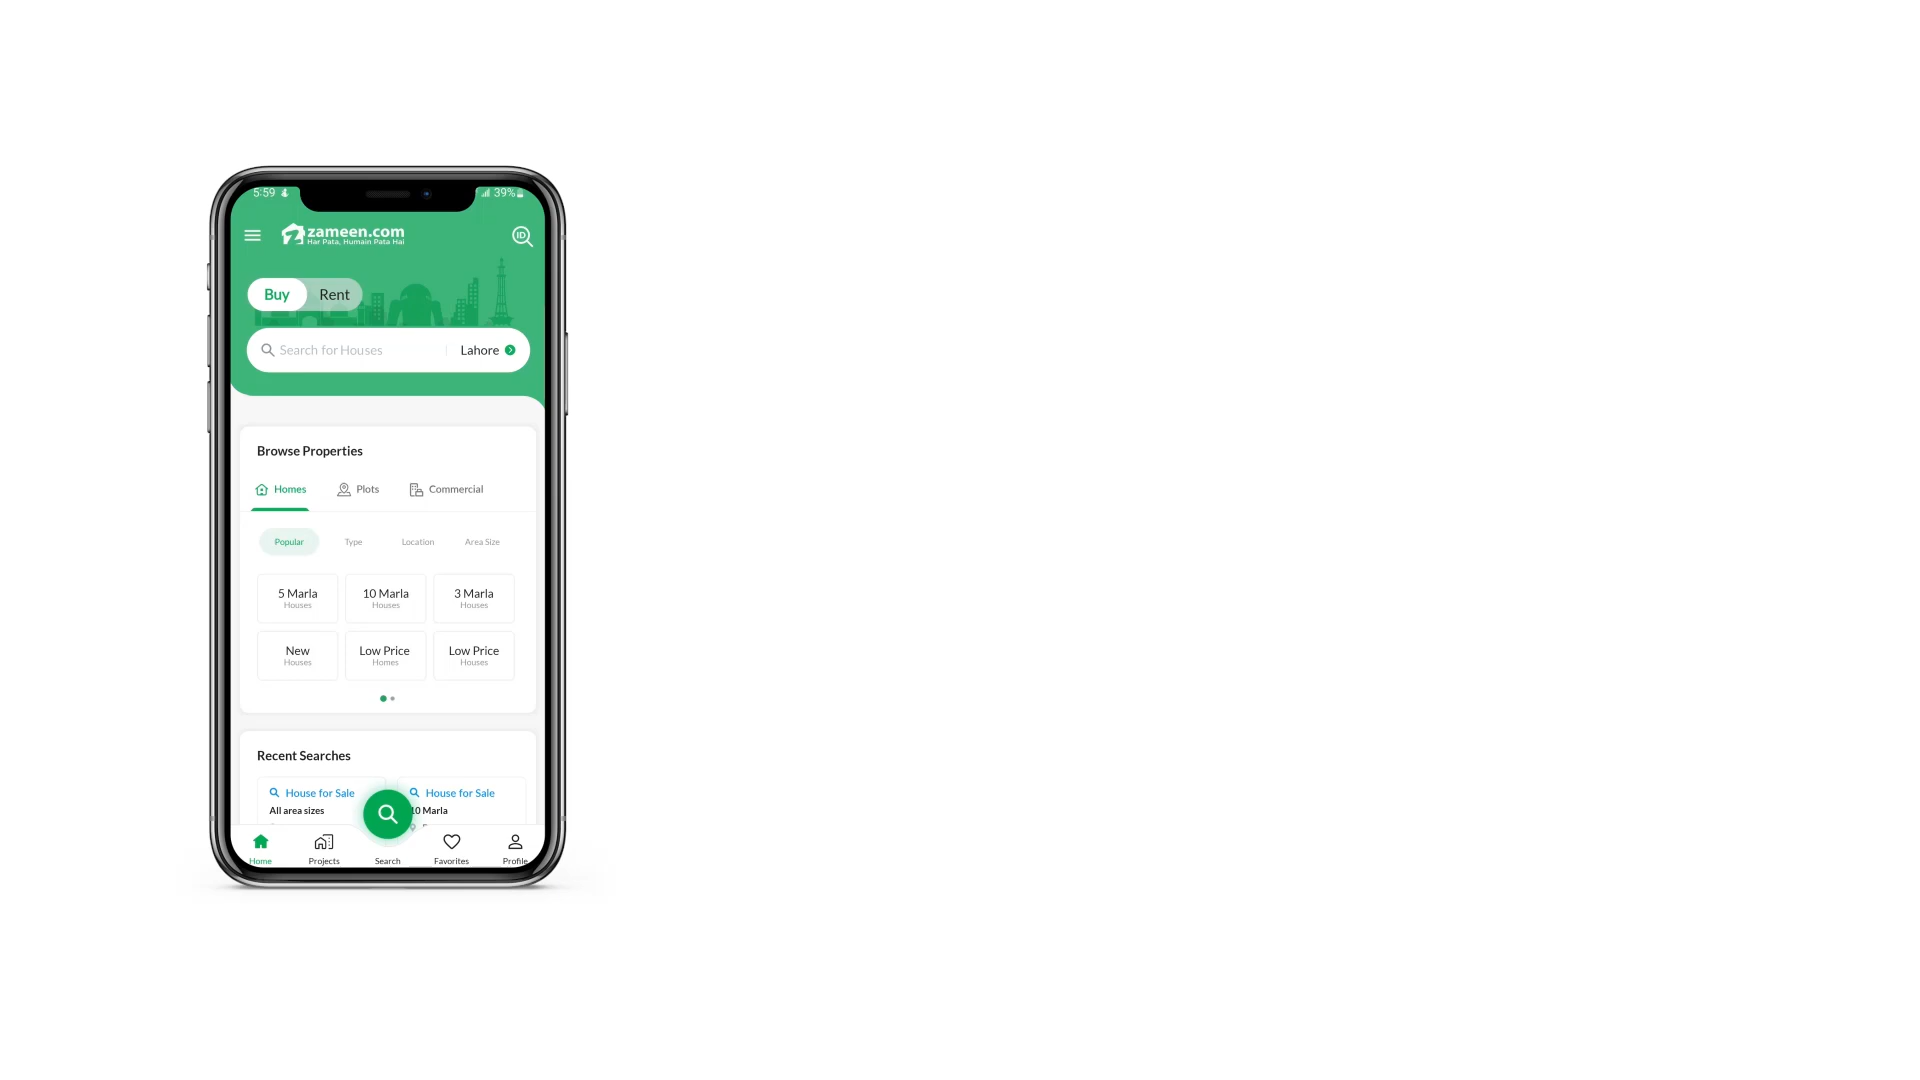 5:59
39%
zameen.com
Har Pata, Humain Pata Hai
ID
Buy Rent
Search for Houses Lahore
Browse Properties
Homes Plots Commercial
Popular Type Location Area Size
5 Marla 10 Marla 3 Marla
Houses Houses Houses
New Low Price Low Price
Houses Homes Houses
Recent Searches
House for Sale House for Sale
All area sizes 10 Marla
Home Projects Search Favorites Profile